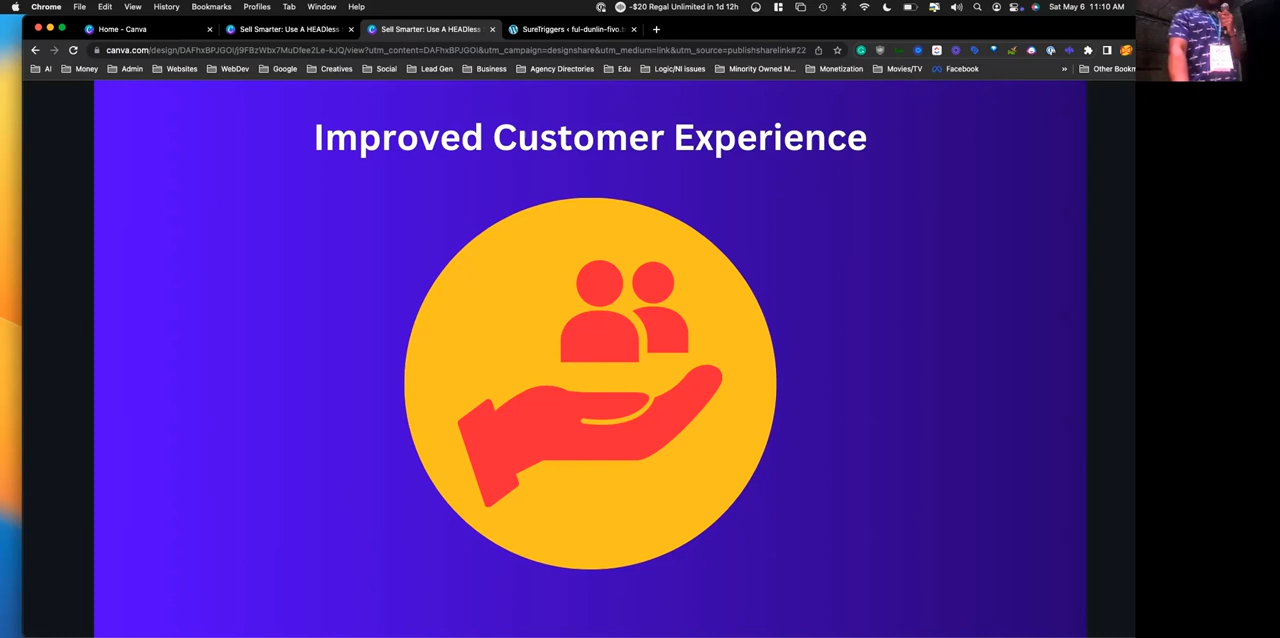 Chrome File Edit View History Bookmarks Profiles Tab Window Help -$20 Regal Unlimited in 1d 12h Sat May 6 11:10 AM
Home - Canva Sell Smarter: Use A HEADless Sell Smarter: Use A HEADless SureTriggers ‹ ful-dunlin-fivo.t
AI Money Admin Websites WebDev Google Creatives Social Lead Gen Business Agency Directories Edu Logic/NI issues Minority Owned M... Monetization Movies/TV Facebook » Other Bookm
Improved Customer Experience